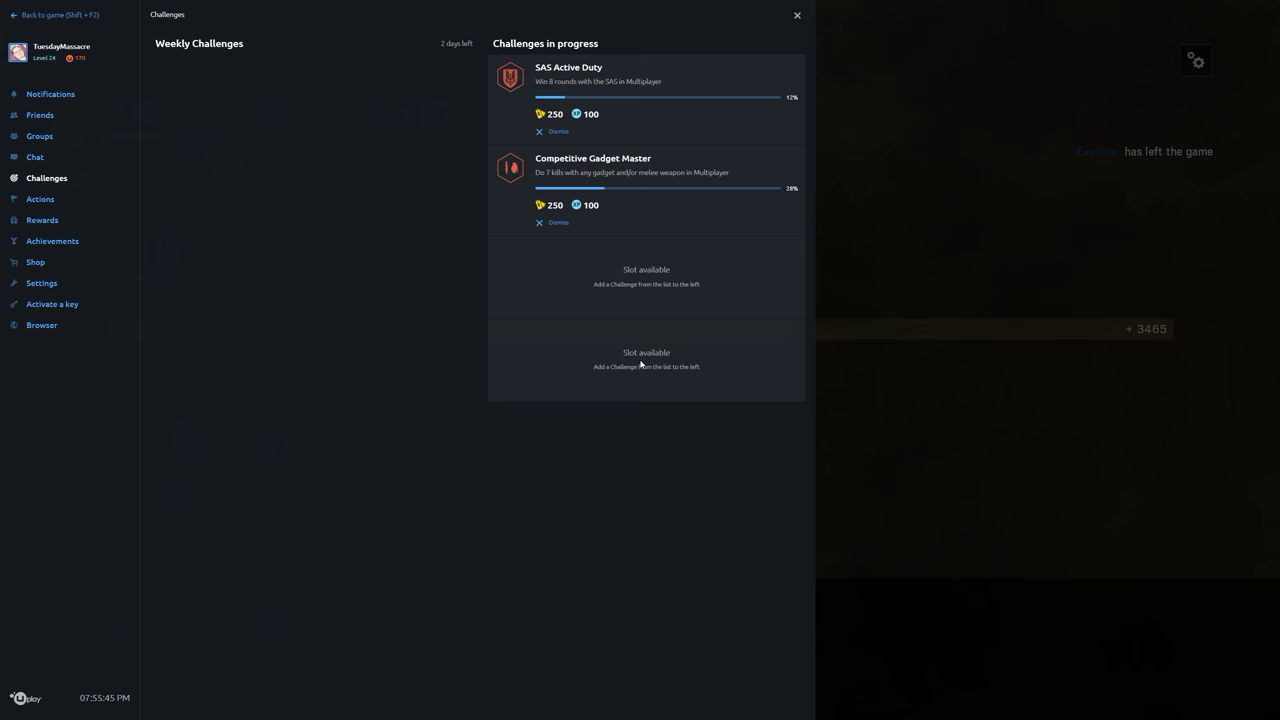 Back to game (Shift + F2)
TuesdayMassacre
Level 24
170
Notifications
Friends
Groups
Chat
Challenges
Actions
Rewards
Achievements
Shop
Settings
Activate a key
Browser
uplay
07:55:45 PM
Challenges
Weekly Challenges
2 days left
Challenges in progress
SAS Active Duty
Win 8 rounds with the SAS in Multiplayer
12%
250
XP 100
Dismiss
Competitive Gadget Master
Do 7 kills with any gadget and/or melee weapon in Multiplayer
28%
250
XP 100
Dismiss
Slot available
Add a Challenge from the list to the left
Slot available
Add a Challenge from the list to the left
has left the game
+ 3465